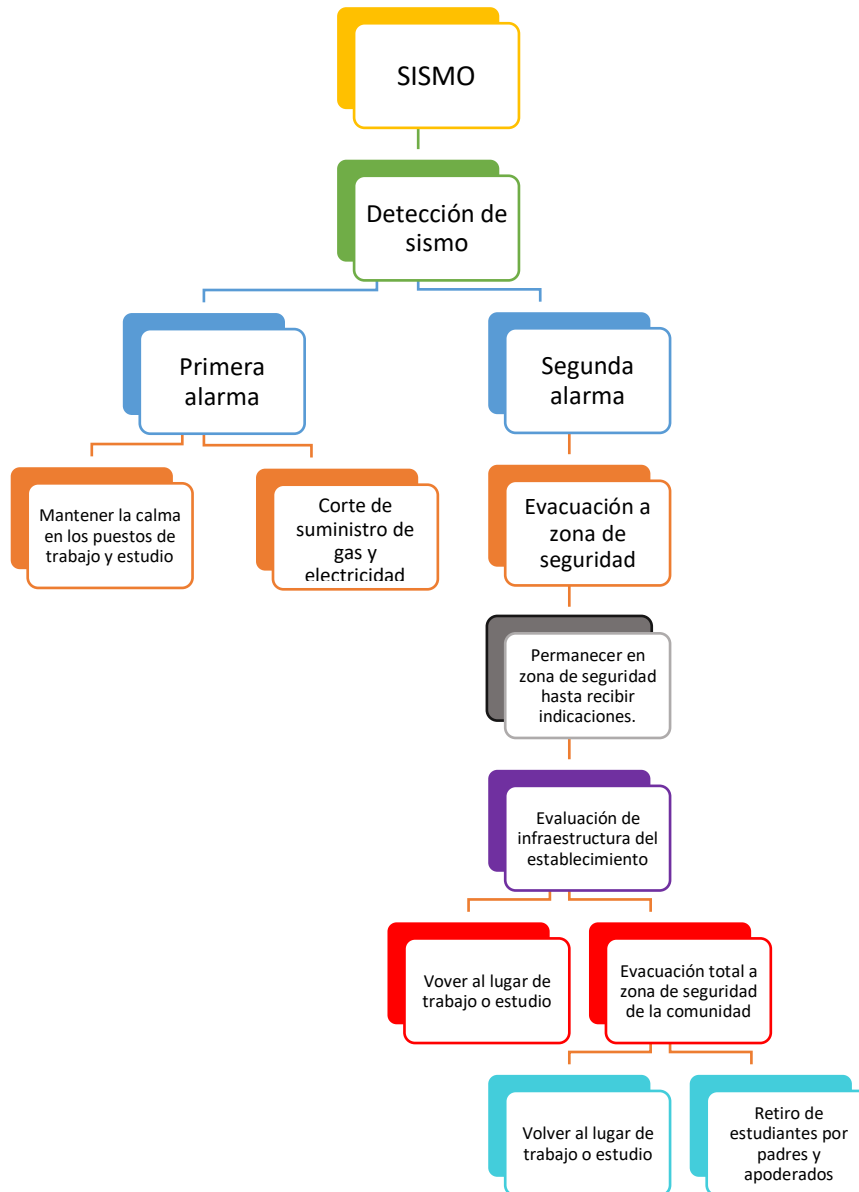 SISMO
Detección de
sismo
Primera
alarma
Segunda
alarma
Mantener la calma
en los puestos de
trabajo y estudio
Corte de
suministro de
gas y
electricidad
Evacuación a
zona de
seguridad
Permanecer en
zona de seguridad
hasta recibir
indicaciones.
Evaluación de
infraestructura del
establecimiento
Vover al lugar de
trabajo o estudio
Evacuación total a
zona de seguridad
de la comunidad
Volver al lugar de
trabajo o estudio
Retiro de
estudiantes por
padres y
apoderados